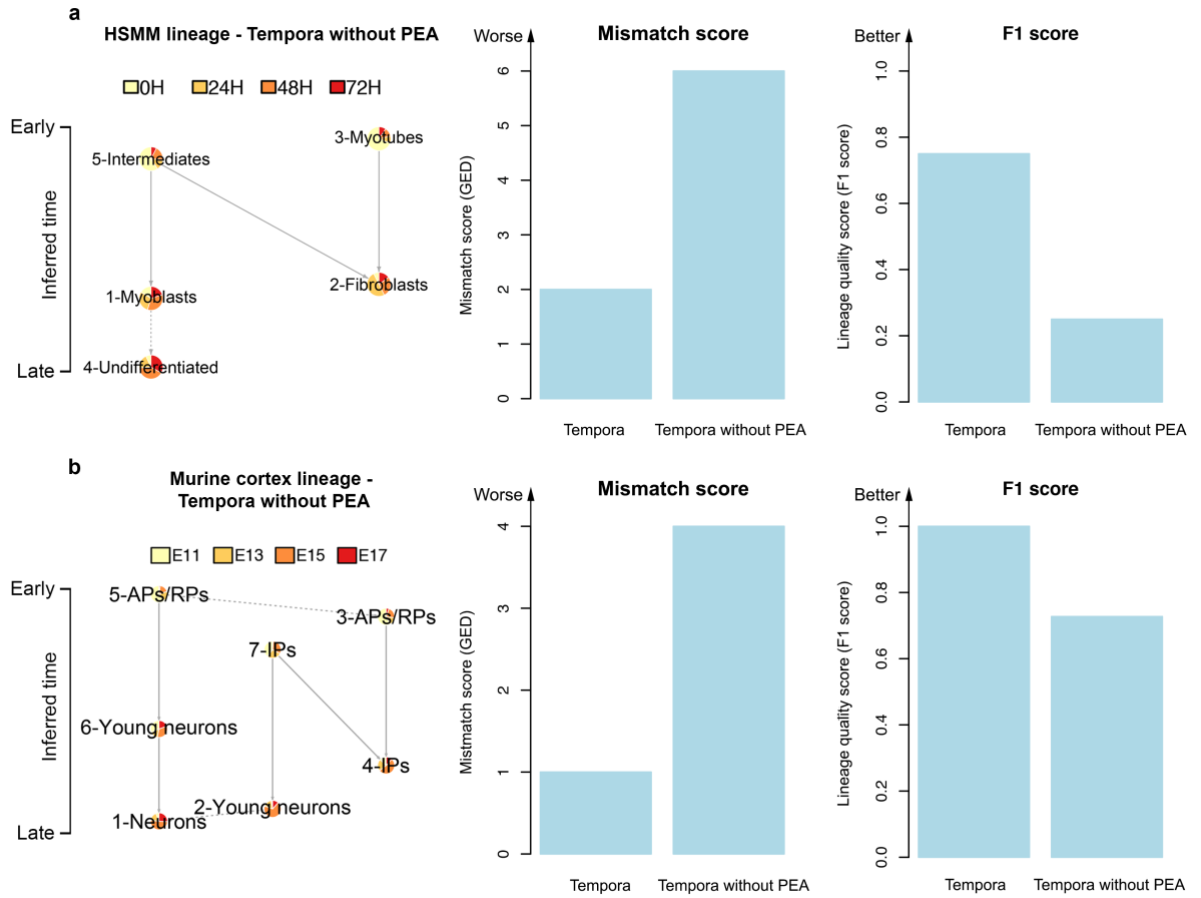 a
HSMM lineage - Tempora without PEA
0H 24H 48H 72H
Early
Inferred time
Late
3-Myotubes
5-Intermediates
2-Fibroblasts
1-Myoblasts
4-Undifferentiated
Worse
Mismatch score
Mismatch score (GED)
6
5
4
3
2
1
0
Tempora Tempora without PEA
Better
F1 score
Lineage quality score (F1 score)
1.0
0.8
0.6
0.4
0.2
0.0
Tempora Tempora without PEA
b
Murine cortex lineage -
Tempora without PEA
E11 E13 E15 E17
Early
Inferred time
Late
5-APs/RPs
3-APs/RPs
7-IPs
6-Young neurons
4-IPs
2-Young neurons
1-Neurons
Worse
Mismatch score
Mistmatch score (GED)
4
3
2
1
0
Tempora Tempora without PEA
Better
F1 score
Lineage quality score (F1 score)
1.0
0.8
0.6
0.4
0.2
0.0
Tempora Tempora without PEA